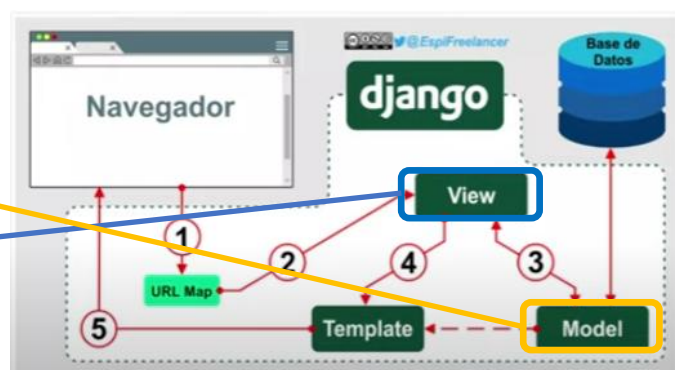 @EspiFreelancer
Base de
Datos
Navegador
django
View
1
2
4
3
URL Map
5
Template
Model